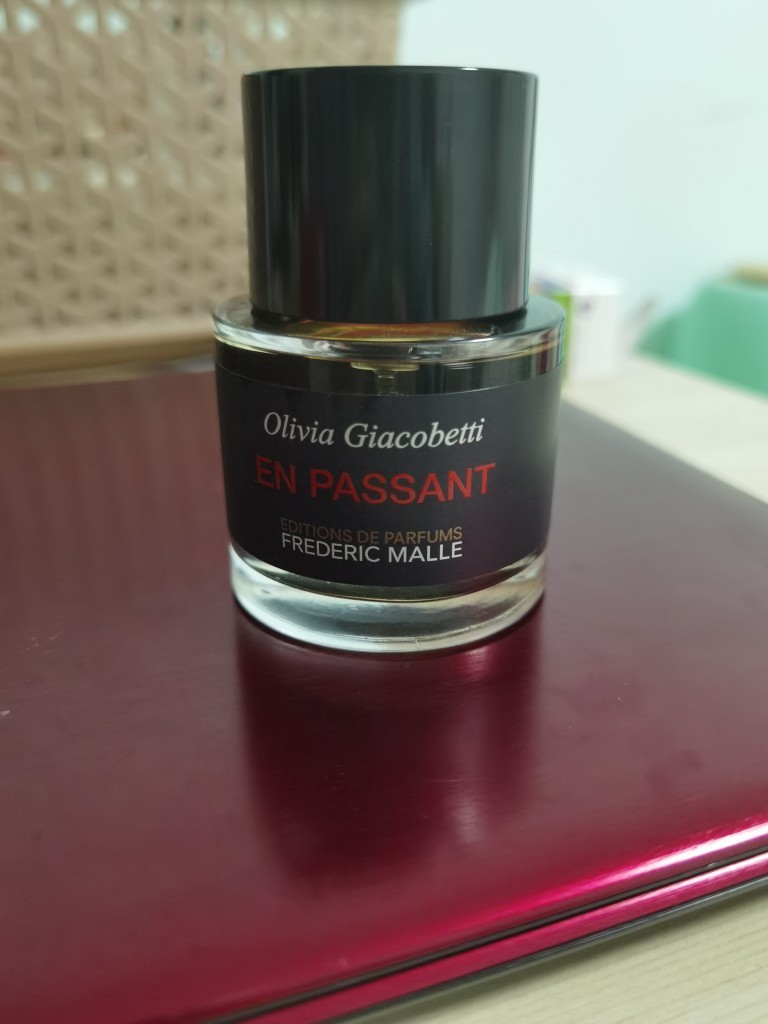 Olivia Giacobetti
EN PASSANT
EDITIONS DE PARFUMS
FREDERIC MALLE